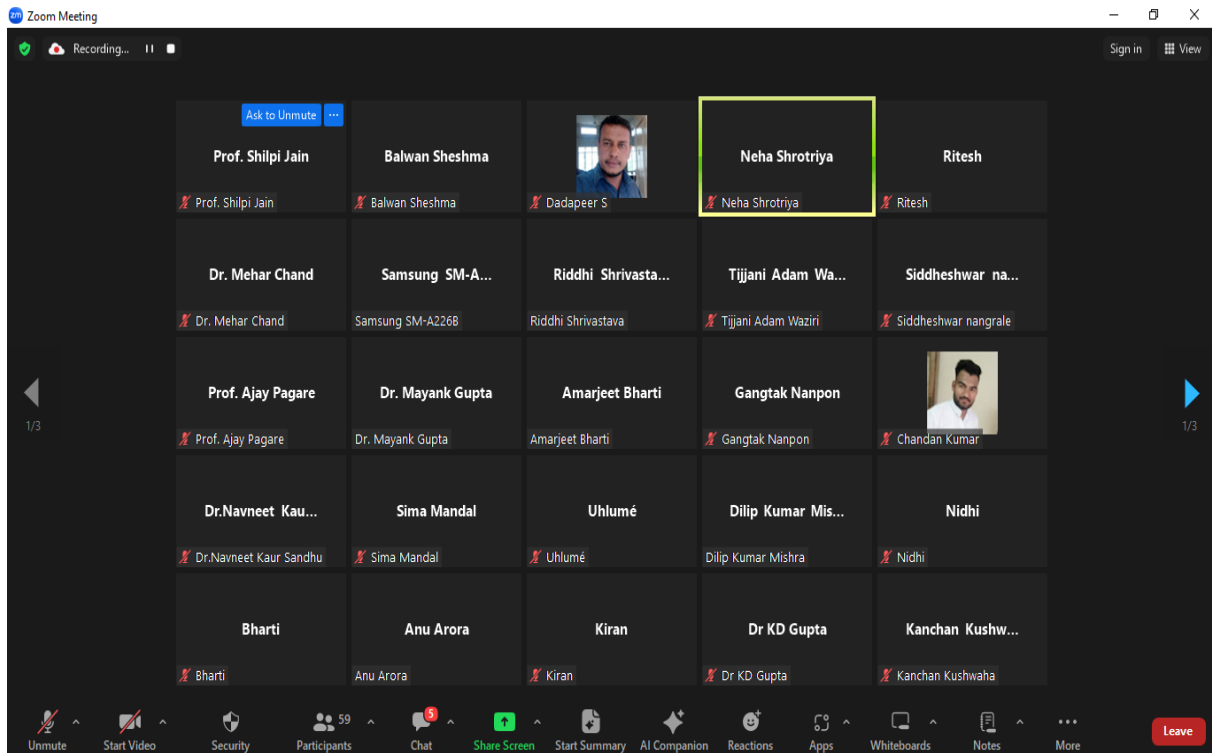 zm Zoom Meeting
Recording...
Sign in View
Ask to Unmute ...
Prof. Shilpi Jain
Prof. Shilpi Jain
Balwan Sheshma
Balwan Sheshma
Dadapeer S
Neha Shrotriya
Neha Shrotriya
Ritesh
Ritesh
Dr. Mehar Chand
Dr. Mehar Chand
Samsung SM-A...
Samsung SM-A226B
Riddhi Shrivasta...
Riddhi Shrivastava
Tijjani Adam Wa...
Tijjani Adam Waziri
Siddheshwar na...
Siddheshwar nangrale
Prof. Ajay Pagare
Prof. Ajay Pagare
Dr. Mayank Gupta
Dr. Mayank Gupta
Amarjeet Bharti
Amarjeet Bharti
Gangtak Nanpon
Gangtak Nanpon
Chandan Kumar
1/3
1/3
Dr.Navneet Kau...
Dr.Navneet Kaur Sandhu
Sima Mandal
Sima Mandal
Uhlumé
Uhlumé
Dilip Kumar Mis...
Dilip Kumar Mishra
Nidhi
Nidhi
Bharti
Bharti
Anu Arora
Anu Arora
Kiran
Kiran
Dr KD Gupta
Dr KD Gupta
Kanchan Kushw...
Kanchan Kushwaha
Unmute
Start Video
Security
59
Participants
5
Chat
Share Screen
Start Summary
AI Companion
Reactions
Apps
Whiteboards
Notes
More
Leave